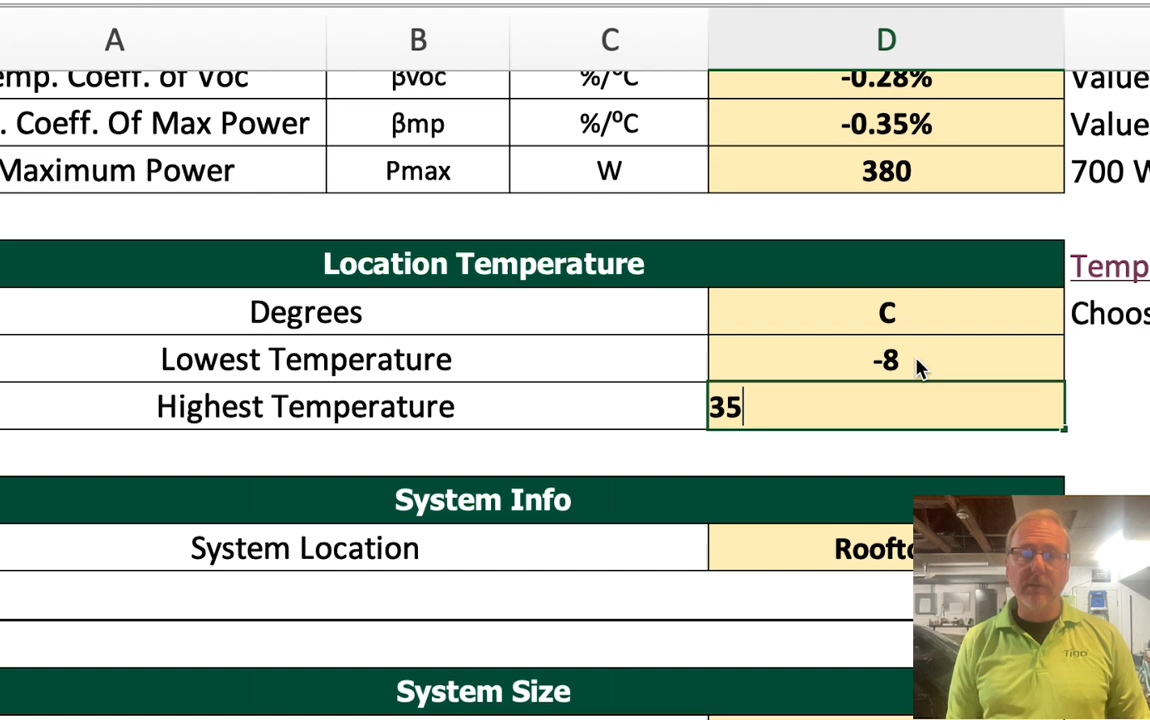 A B C D
emp. Coeff. of Voc βvoc %/⁰C -0.28% Value
. Coeff. Of Max Power βmp %/⁰C -0.35% Value
Maximum Power Pmax W 380 700 W
Location Temperature Temp
Degrees C Choos
Lowest Temperature -8
Highest Temperature 35
System Info
System Location Roofto
System Size
Tigo